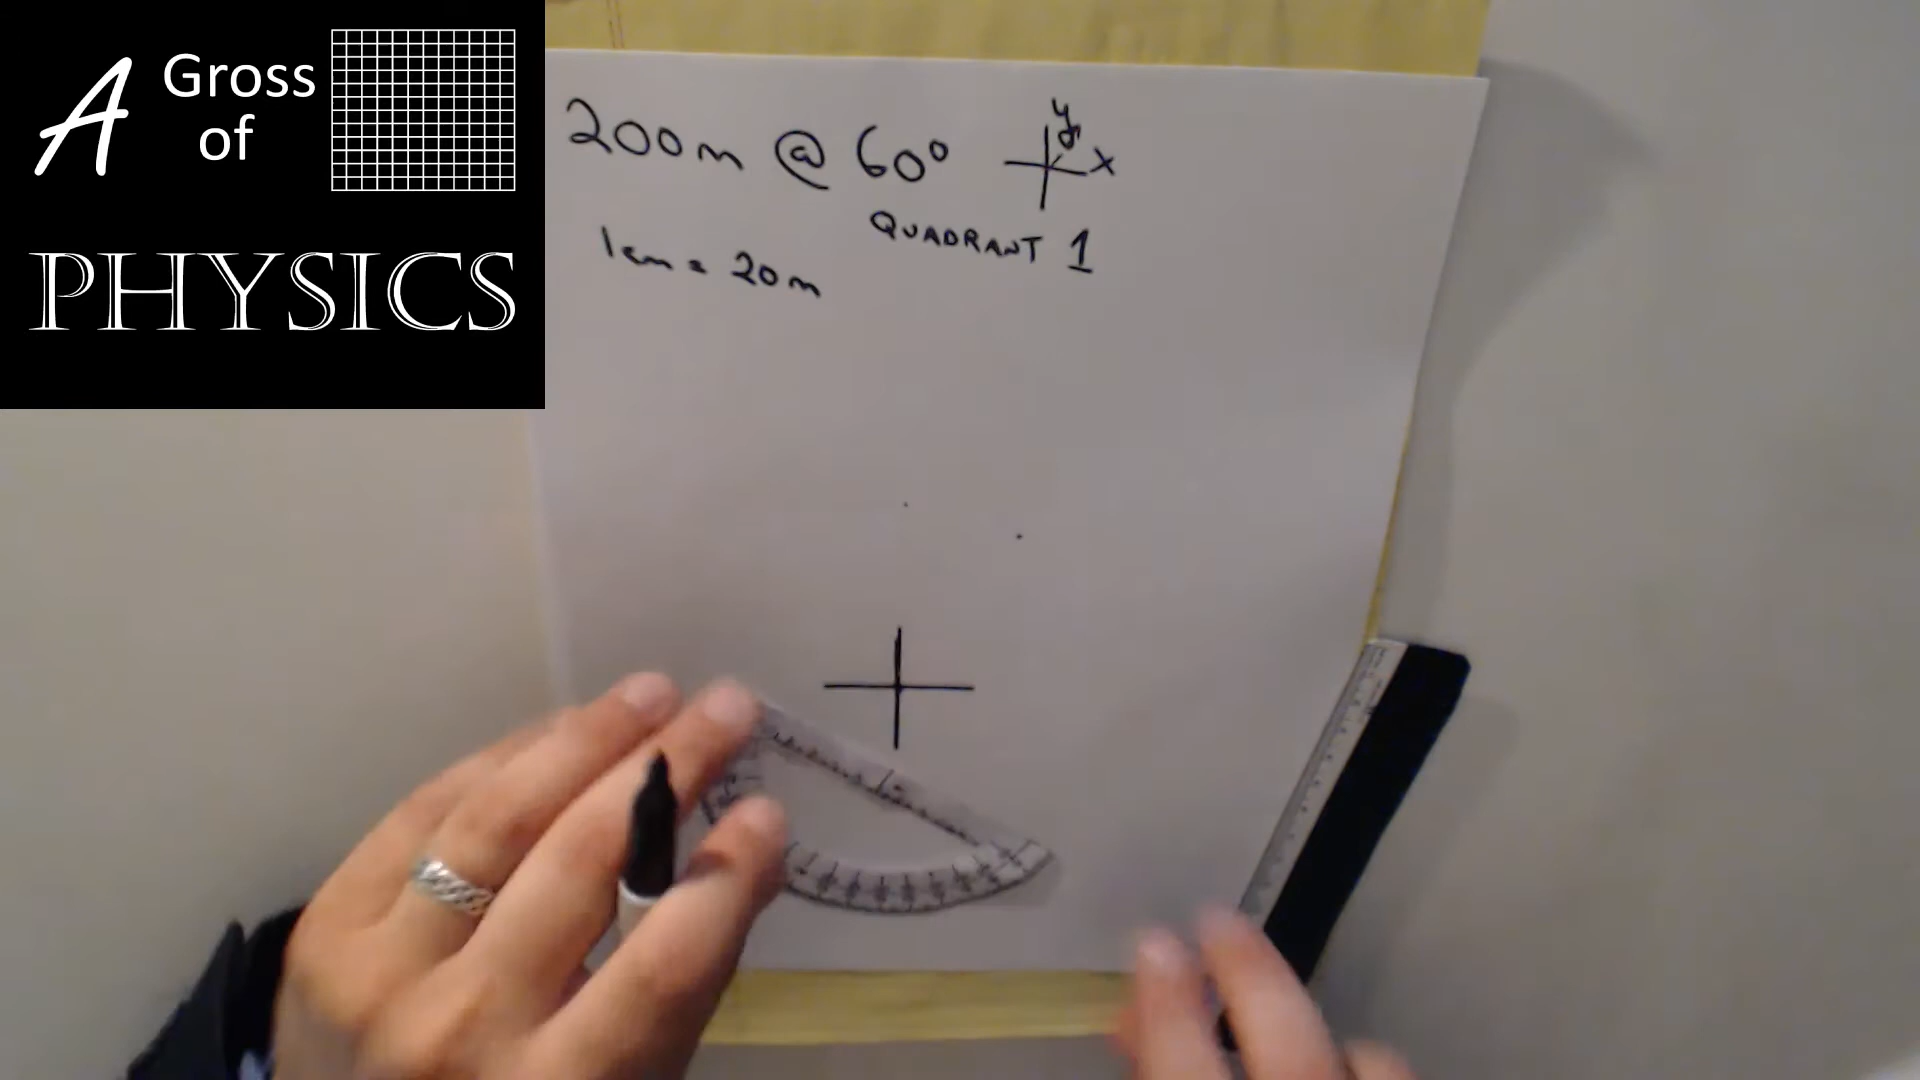 A Gross
of
PHYSICS
200m @ 60°
y
x
QUADRANT 1
1cm = 20m